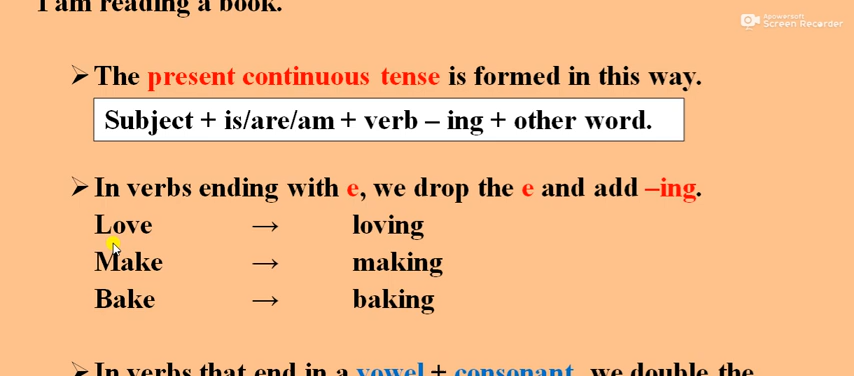 I am reading a book.
Apowersoft
Screen Recorder
➢ The present continuous tense is formed in this way.
Subject + is/are/am + verb – ing + other word.
➢ In verbs ending with e, we drop the e and add –ing.
Love → loving
Make → making
Bake → baking
➢ In verbs that end in a vowel + consonant, we double the